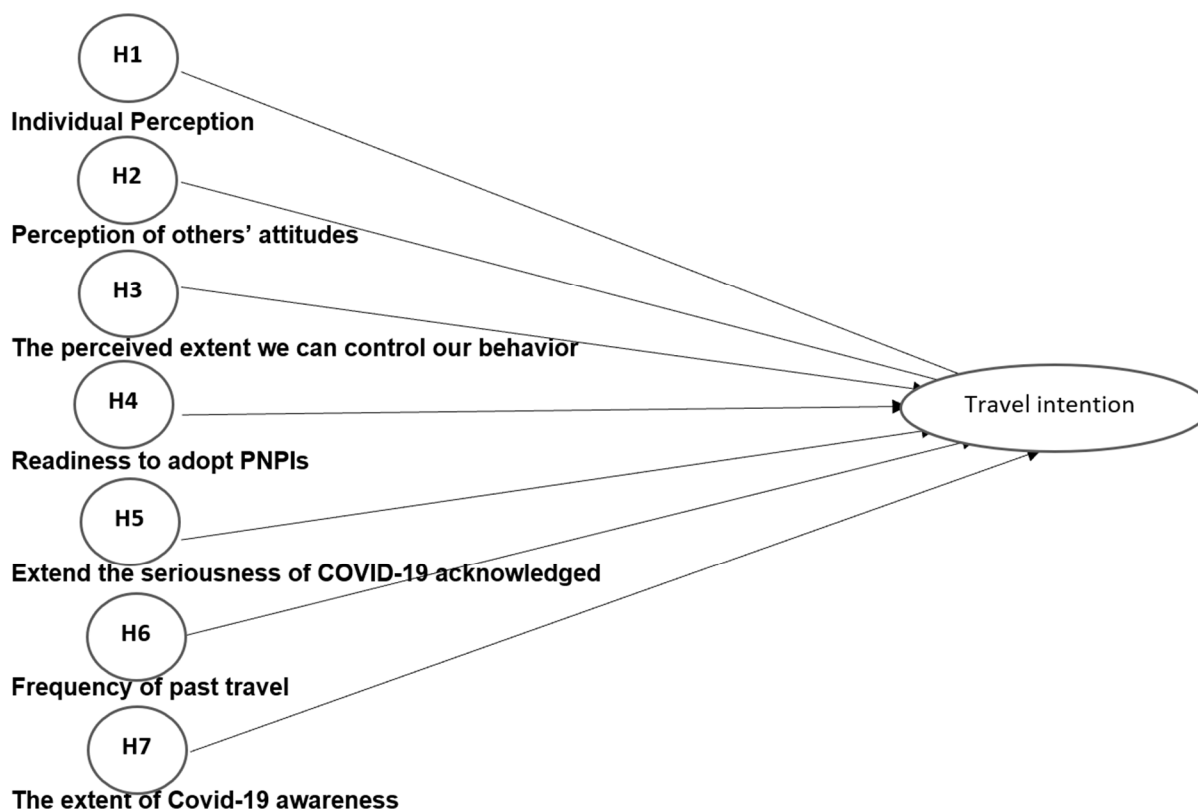 H1
Individual Perception
H2
Perception of others’ attitudes
H3
The perceived extent we can control our behavior
H4
Travel intention
Readiness to adopt PNPIs
H5
Extend the seriousness of COVID-19 acknowledged
H6
Frequency of past travel
H7
The extent of Covid-19 awareness